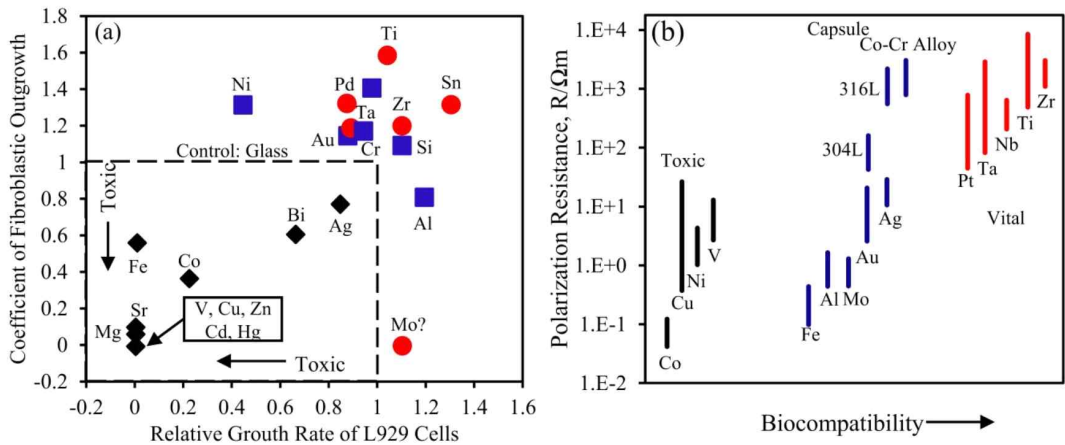 (a)
Coefficient of Fibroblastic Outgrowth
1.8
1.6
1.4
1.2
1
0.8
0.6
0.4
0.2
0
-0.2
-0.2
0
0.2
0.4
0.6
0.8
1
1.2
1.4
1.6
Relative Grouth Rate of L929 Cells
Ti
Ni
Pd
Sn
Ta
Zr
Au
Cr
Si
Control: Glass
Toxic
Bi
Ag
Al
Fe
Co
Sr
Mg
V, Cu, Zn
Cd, Hg
Mo?
Toxic
(b)
Polarization Resistance, R/Ωm
1.E+4
1.E+3
1.E+2
1.E+1
1.E+0
1.E-1
1.E-2
Capsule
Co-Cr Alloy
316L
304L
Toxic
Zr
Ti
Nb
Ta
Pt
Vital
Ag
V
Au
Ni
Al
Mo
Cu
Fe
Co
Biocompatibility